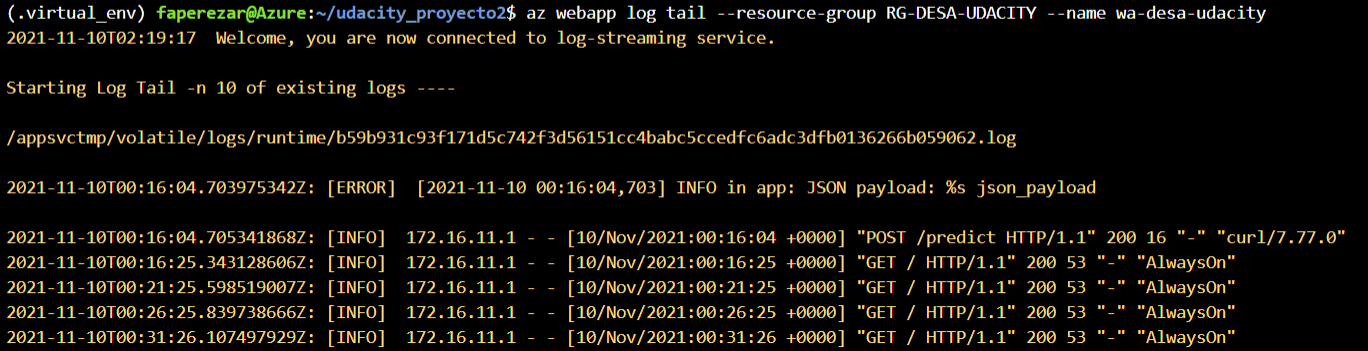 (.virtual_env) faperezar@Azure:~/udacity_proyecto2$ az webapp log tail --resource-group RG-DESA-UDACITY --name wa-desa-udacity
2021-11-10T02:19:17  Welcome, you are now connected to log-streaming service.
Starting Log Tail -n 10 of existing logs ----
/appsvctmp/volatile/logs/runtime/b59b931c93f171d5c742f3d56151cc4babc5ccedfc6adc3dfb0136266b059062.log
2021-11-10T00:16:04.703975342Z: [ERROR]  [2021-11-10 00:16:04,703] INFO in app: JSON payload: %s json_payload
2021-11-10T00:16:04.705341868Z: [INFO]  172.16.11.1 - - [10/Nov/2021:00:16:04 +0000] "POST /predict HTTP/1.1" 200 16 "-" "curl/7.77.0"
2021-11-10T00:16:25.343128606Z: [INFO]  172.16.11.1 - - [10/Nov/2021:00:16:25 +0000] "GET / HTTP/1.1" 200 53 "-" "AlwaysOn"
2021-11-10T00:21:25.598519007Z: [INFO]  172.16.11.1 - - [10/Nov/2021:00:21:25 +0000] "GET / HTTP/1.1" 200 53 "-" "AlwaysOn"
2021-11-10T00:26:25.839738666Z: [INFO]  172.16.11.1 - - [10/Nov/2021:00:26:25 +0000] "GET / HTTP/1.1" 200 53 "-" "AlwaysOn"
2021-11-10T00:31:26.107497929Z: [INFO]  172.16.11.1 - - [10/Nov/2021:00:31:26 +0000] "GET / HTTP/1.1" 200 53 "-" "AlwaysOn"